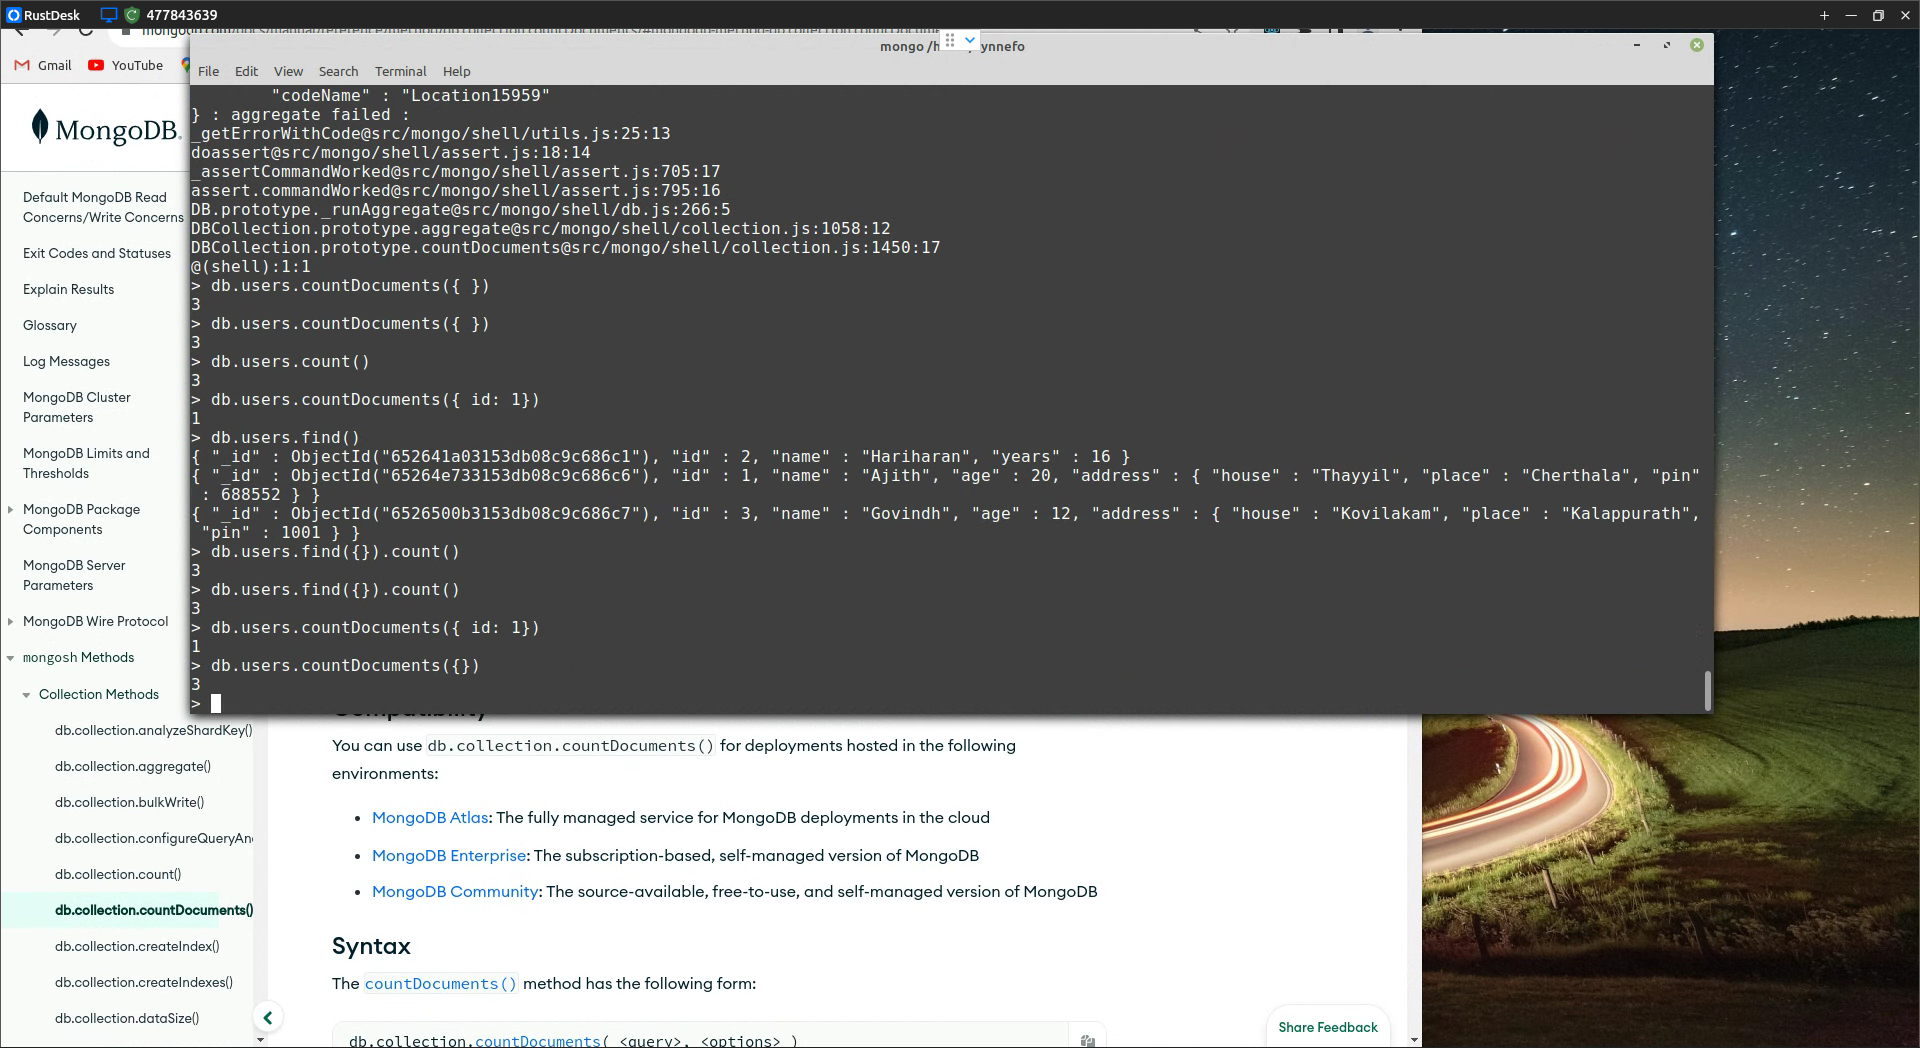 RustDesk 477843639
Gmail YouTube
mongo /h ynnefo
File Edit View Search Terminal Help
"codeName" : "Location15959"
} : aggregate failed :
_getErrorWithCode@src/mongo/shell/utils.js:25:13
doassert@src/mongo/shell/assert.js:18:14
_assertCommandWorked@src/mongo/shell/assert.js:705:17
assert.commandWorked@src/mongo/shell/assert.js:795:16
DB.prototype._runAggregate@src/mongo/shell/db.js:266:5
DBCollection.prototype.aggregate@src/mongo/shell/collection.js:1058:12
DBCollection.prototype.countDocuments@src/mongo/shell/collection.js:1450:17
@(shell):1:1
> db.users.countDocuments({ })
3
> db.users.countDocuments({ })
3
> db.users.count()
3
> db.users.countDocuments({ id: 1})
1
> db.users.find()
{ "_id" : ObjectId("652641a03153db08c9c686c1"), "id" : 2, "name" : "Hariharan", "years" : 16 }
{ "_id" : ObjectId("65264e733153db08c9c686c6"), "id" : 1, "name" : "Ajith", "age" : 20, "address" : { "house" : "Thayyil", "place" : "Cherthala", "pin"
: 688552 } }
{ "_id" : ObjectId("6526500b3153db08c9c686c7"), "id" : 3, "name" : "Govindh", "age" : 12, "address" : { "house" : "Kovilakam", "place" : "Kalappurath",
"pin" : 1001 } }
> db.users.find({}).count()
3
> db.users.find({}).count()
3
> db.users.countDocuments({ id: 1})
1
> db.users.countDocuments({})
3
>
MongoDB.
Default MongoDB Read
Concerns/Write Concerns
Exit Codes and Statuses
Explain Results
Glossary
Log Messages
MongoDB Cluster
Parameters
MongoDB Limits and
Thresholds
MongoDB Package
Components
MongoDB Server
Parameters
MongoDB Wire Protocol
mongosh Methods
Collection Methods
db.collection.analyzeShardKey()
db.collection.aggregate()
db.collection.bulkWrite()
db.collection.configureQueryAn
db.collection.count()
db.collection.countDocuments()
db.collection.createIndex()
db.collection.createIndexes()
db.collection.dataSize()
Compatibility
You can use db.collection.countDocuments() for deployments hosted in the following
environments:
• MongoDB Atlas: The fully managed service for MongoDB deployments in the cloud
• MongoDB Enterprise: The subscription-based, self-managed version of MongoDB
• MongoDB Community: The source-available, free-to-use, and self-managed version of MongoDB
Syntax
The countDocuments() method has the following form:
db.collection.countDocuments( <query>, <options> )
Share Feedback